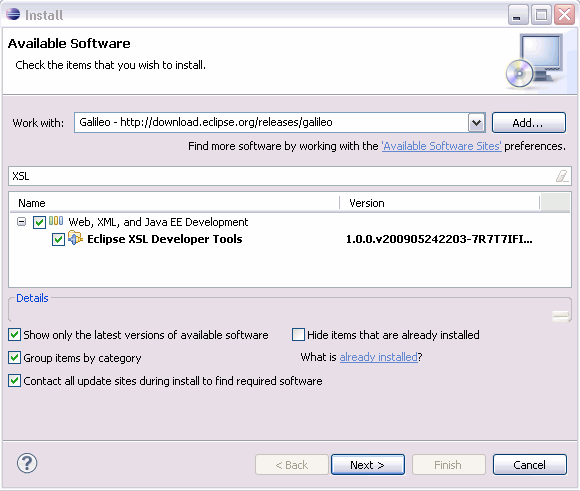 Install
Available Software
Check the items that you wish to install.
Work with: Galileo - http://download.eclipse.org/releases/galileo Add...
Find more software by working with the 'Available Software Sites' preferences.
XSL
Name Version
Web, XML, and Java EE Development
Eclipse XSL Developer Tools 1.0.0.v200905242203-7R7T7IFI...
Details
Show only the latest versions of available software Hide items that are already installed
Group items by category What is already installed?
Contact all update sites during install to find required software
? < Back Next > Finish Cancel